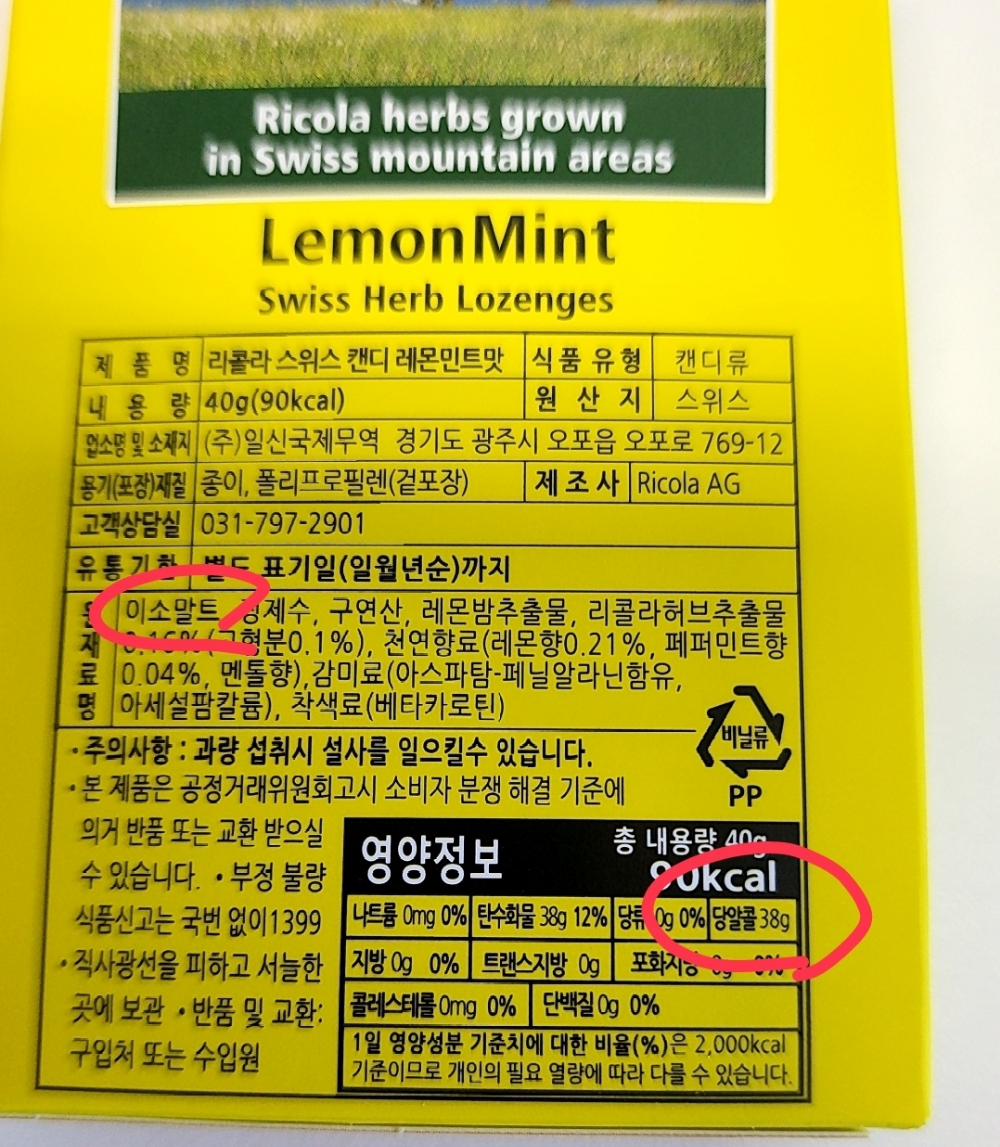 Ricola herbs grown
in Swiss mountain areas
LemonMint
Swiss Herb Lozenges
제 품 명 리콜라 스위스 캔디 레몬민트맛 식품 유형 캔디류
내 용 량 40g(90kcal) 원 산 지 스위스
업소명 및 소재지 (주)일신국제무역 경기도 광주시 오포읍 오포로 769-12
용기(포장)재질 종이, 폴리프로필렌(겉포장) 제조사 Ricola AG
고객상담실 031-797-2901
유통기한 별도 표기일(일월년순)까지
원재료명 이소말트, 정제수, 구연산, 레몬밤추출물, 리콜라허브추출물
0.16%(고형분0.1%), 천연향료(레몬향0.21%, 페퍼민트향
0.04%, 멘톨향),감미료(아스파탐-페닐알라닌함유,
아세설팜칼륨), 착색료(베타카로틴)
비닐류
PP
·주의사항 : 과량 섭취시 설사를 일으킬수 있습니다.
·본 제품은 공정거래위원회고시 소비자 분쟁 해결 기준에
의거 반품 또는 교환 받으실
수 있습니다. ·부정 불량
식품신고는 국번 없이1399
·직사광선을 피하고 서늘한
곳에 보관 ·반품 및 교환:
구입처 또는 수입원
영양정보 총 내용량 40g
90kcal
나트륨 0mg 0% 탄수화물 38g 12% 당류 0g 0% 당알콜 38g
지방 0g 0% 트랜스지방 0g 포화지방 0g 0%
콜레스테롤 0mg 0% 단백질 0g 0%
1일 영양성분 기준치에 대한 비율(%)은 2,000kcal
기준이므로 개인의 필요 열량에 따라 다를 수 있습니다.